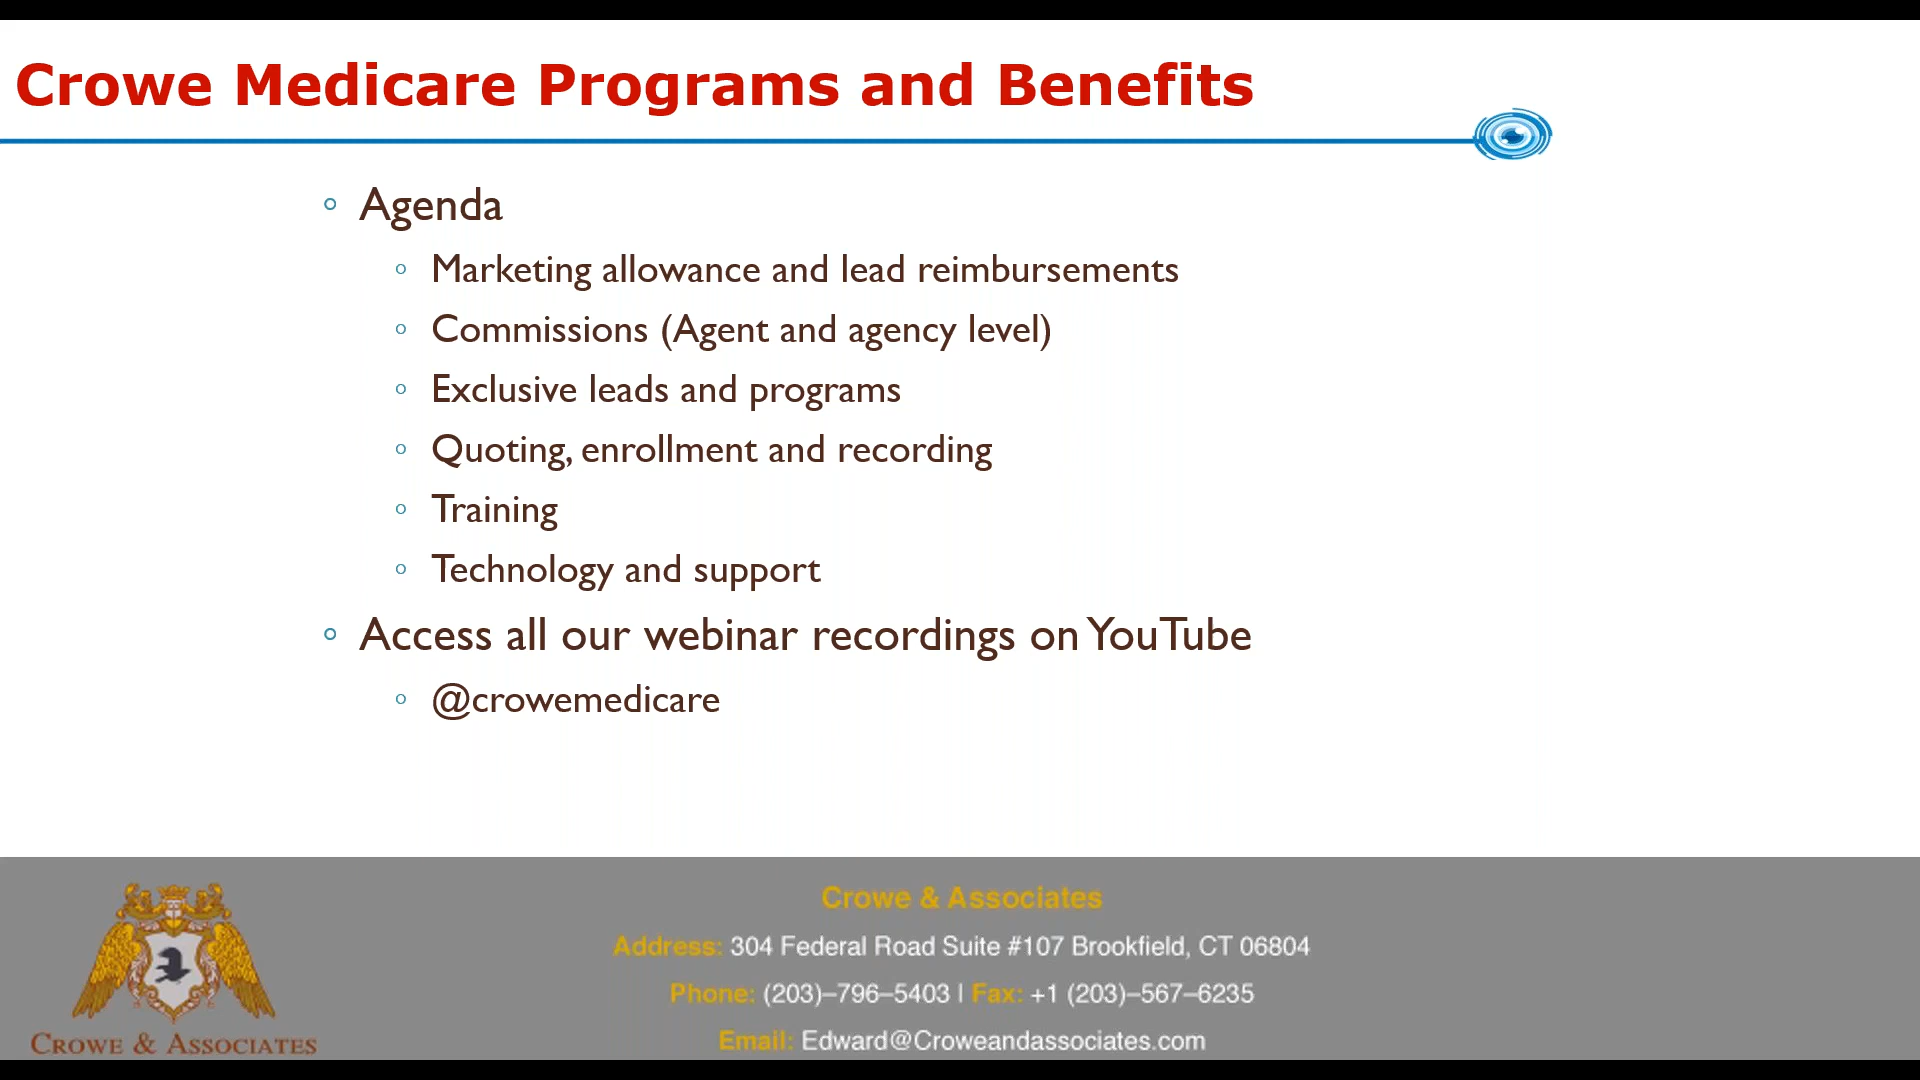 Crowe Medicare Programs and Benefits
Agenda
Marketing allowance and lead reimbursements
Commissions (Agent and agency level)
Exclusive leads and programs
Quoting, enrollment and recording
Training
Technology and support
Access all our webinar recordings on YouTube
@crowemedicare
Crowe & Associates
Address: 304 Federal Road Suite #107 Brookfield, CT 06804
Phone: (203)–796–5403 | Fax: +1 (203)–567–6235
Email: Edward@Croweandassociates.com
CROWE & ASSOCIATES